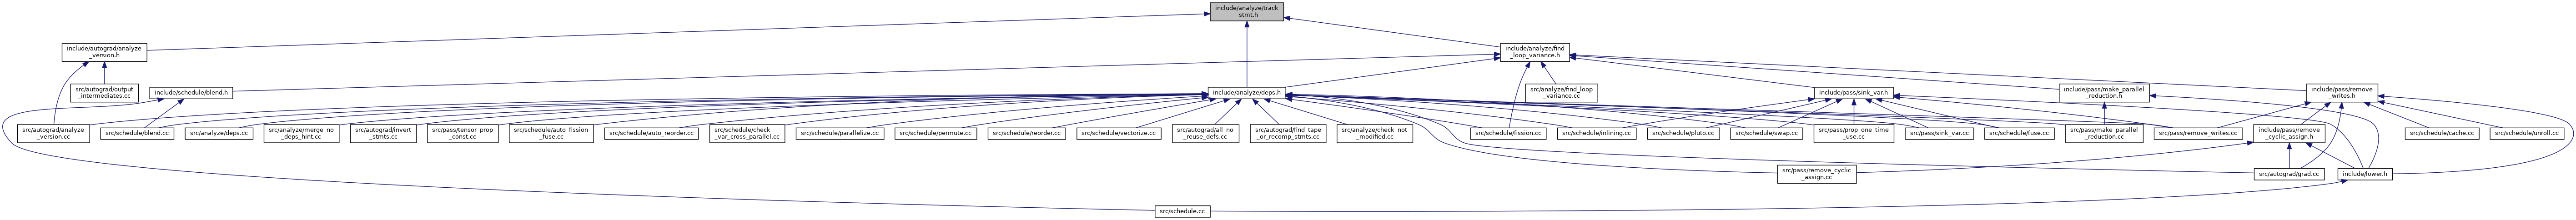 include/analyze/track
_stmt.h
include/autograd/analyze
_version.h
include/analyze/find
_loop_variance.h
src/autograd/output
_intermediates.cc
include/schedule/blend.h
include/analyze/deps.h
src/analyze/find_loop
_variance.cc
include/pass/sink_var.h
include/pass/make_parallel
_reduction.h
include/pass/remove
_writes.h
src/autograd/analyze
_version.cc
src/schedule/blend.cc
src/analyze/deps.cc
src/analyze/merge_no
_deps_hint.cc
src/autograd/invert
_stmts.cc
src/pass/tensor_prop
_const.cc
src/schedule/auto_fission
_fuse.cc
src/schedule/auto_reorder.cc
src/schedule/check
_var_cross_parallel.cc
src/schedule/parallelize.cc
src/schedule/permute.cc
src/schedule/reorder.cc
src/schedule/vectorize.cc
src/autograd/all_no
_reuse_defs.cc
src/autograd/find_tape
_or_recomp_stmts.cc
src/analyze/check_not
_modified.cc
src/schedule/fission.cc
src/schedule/inlining.cc
src/schedule/pluto.cc
src/schedule/swap.cc
src/pass/prop_one_time
_use.cc
src/pass/sink_var.cc
src/schedule/fuse.cc
src/pass/make_parallel
_reduction.cc
src/pass/remove_writes.cc
include/pass/remove
_cyclic_assign.h
src/schedule/cache.cc
src/schedule/unroll.cc
src/pass/remove_cyclic
_assign.cc
src/autograd/grad.cc
include/lower.h
src/schedule.cc